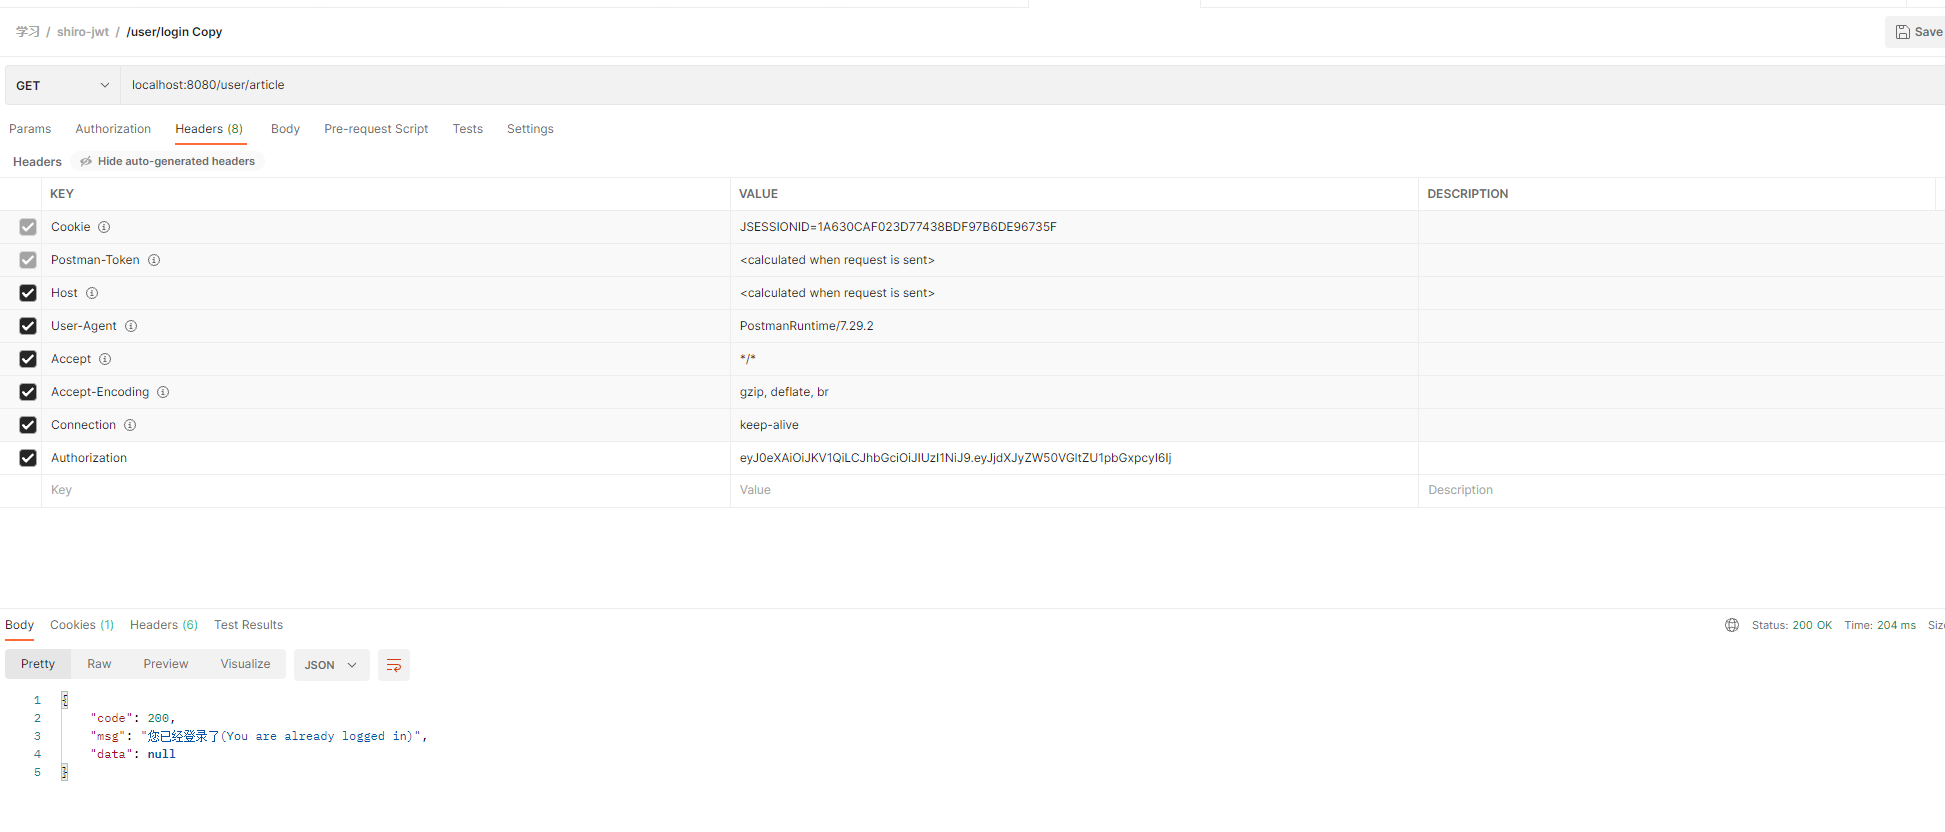 学习 / shiro-jwt / /user/login Copy
Save
GET localhost:8080/user/article
Params Authorization Headers (8) Body Pre-request Script Tests Settings
Headers Hide auto-generated headers
KEY VALUE DESCRIPTION
Cookie JSESSIONID=1A630CAF023D77438BDF97B6DE96735F
Postman-Token <calculated when request is sent>
Host <calculated when request is sent>
User-Agent PostmanRuntime/7.29.2
Accept */*
Accept-Encoding gzip, deflate, br
Connection keep-alive
Authorization eyJ0eXAiOiJKV1QiLCJhbGciOiJIUzI1NiJ9.eyJjdXJyZW50VGltZU1pbGxpcyI6Ij
Key Value Description
Body Cookies (1) Headers (6) Test Results
Status: 200 OK Time: 204 ms Siz
Pretty Raw Preview Visualize JSON
1 {
2 "code": 200,
3 "msg": "您已经登录了(You are already logged in)",
4 "data": null
5 }